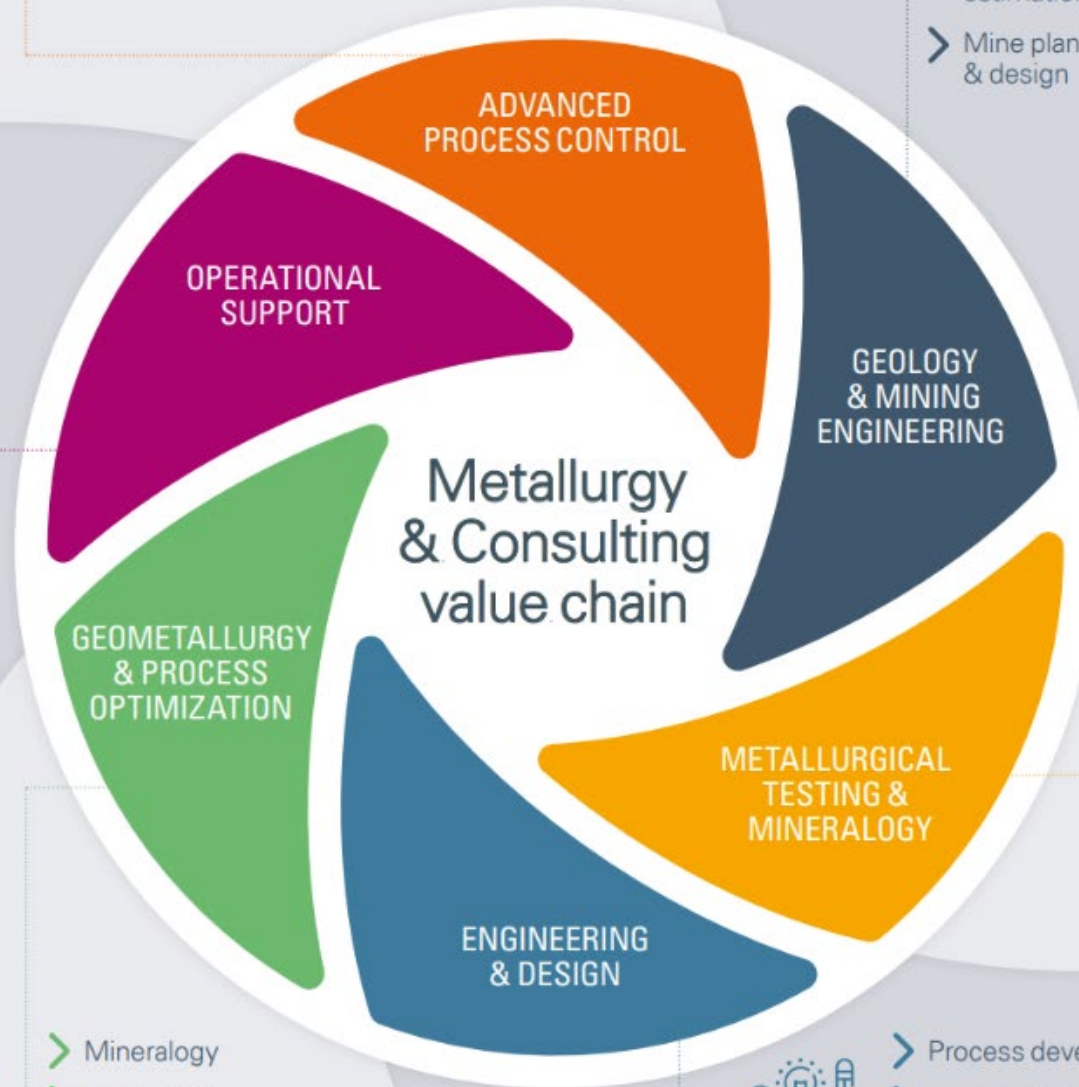 Mine plan
& design
ADVANCED
PROCESS CONTROL
OPERATIONAL
SUPPORT
GEOLOGY
& MINING
ENGINEERING
Metallurgy
& Consulting
value chain
GEOMETALLURGY
& PROCESS
OPTIMIZATION
METALLURGICAL
TESTING &
MINERALOGY
ENGINEERING
& DESIGN
Mineralogy
Process deve